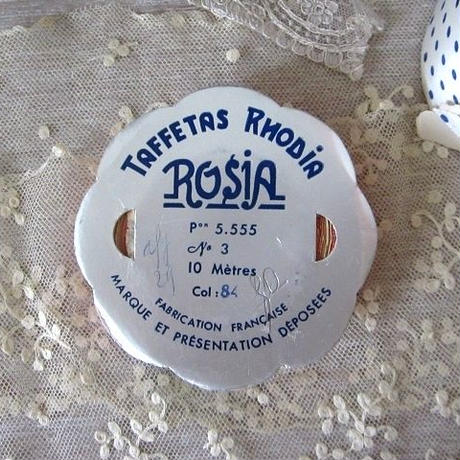 TAFFETAS RHODIA
ROSIA
Pon 5.555
No 3
10 Mètres
Col: 84
FABRICATION FRANÇAISE
MARQUE ET PRÉSENTATION DÉPOSÉES